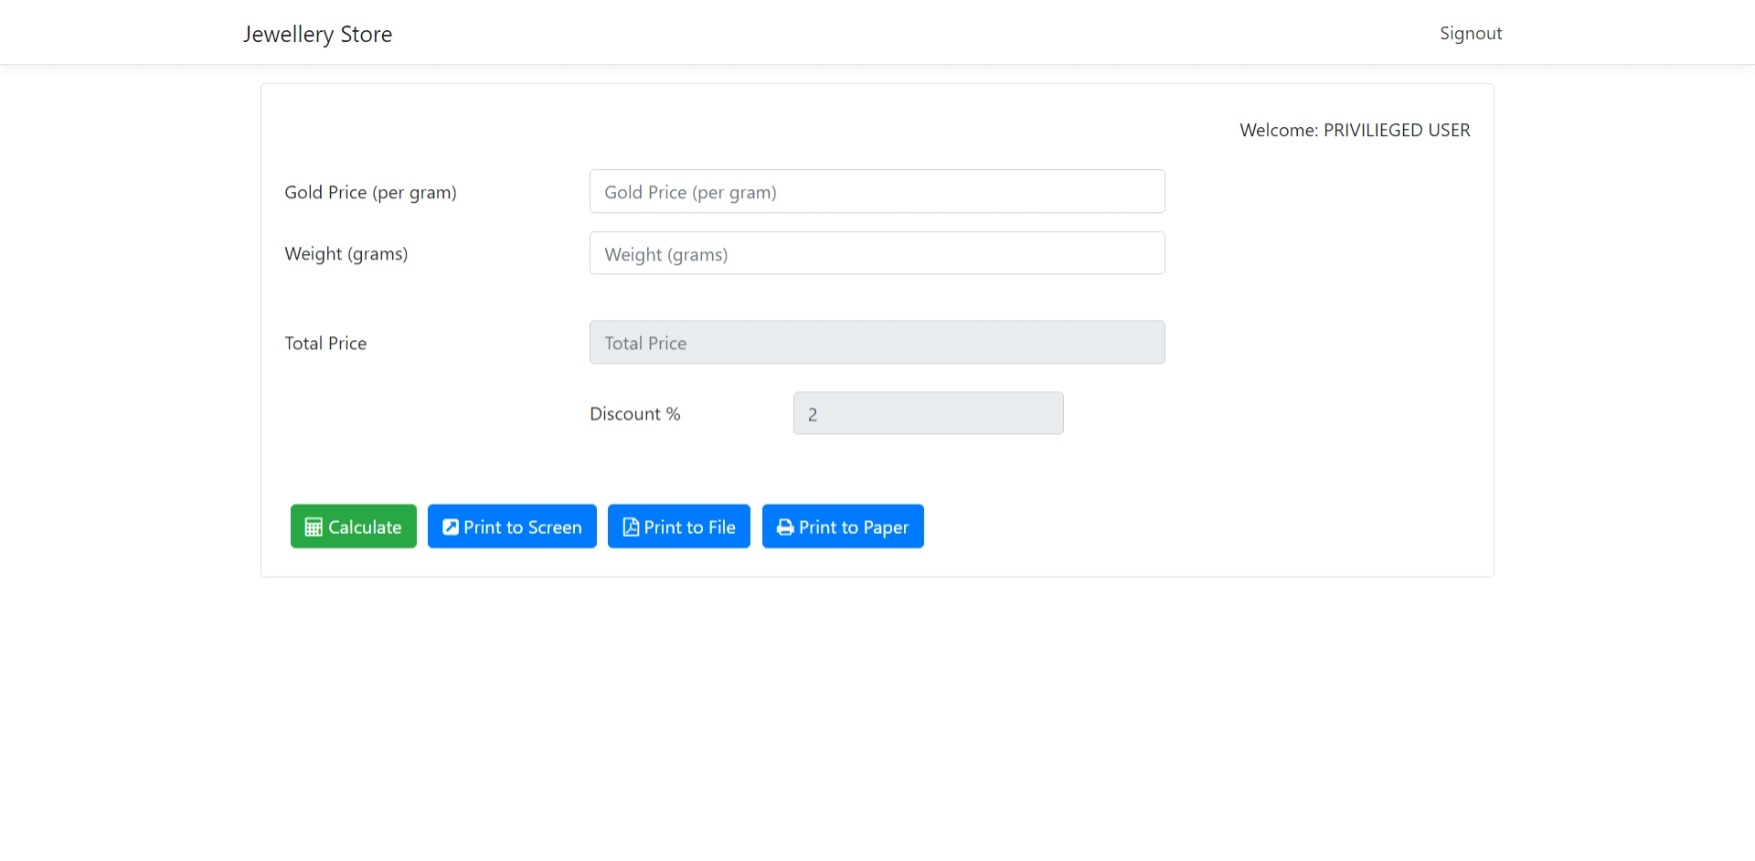 Jewellery Store
Signout
Welcome: PRIVILIEGED USER
Gold Price (per gram)
Gold Price (per gram)
Weight (grams)
Weight (grams)
Total Price
Total Price
Discount %
2
Calculate
Print to Screen
Print to File
Print to Paper